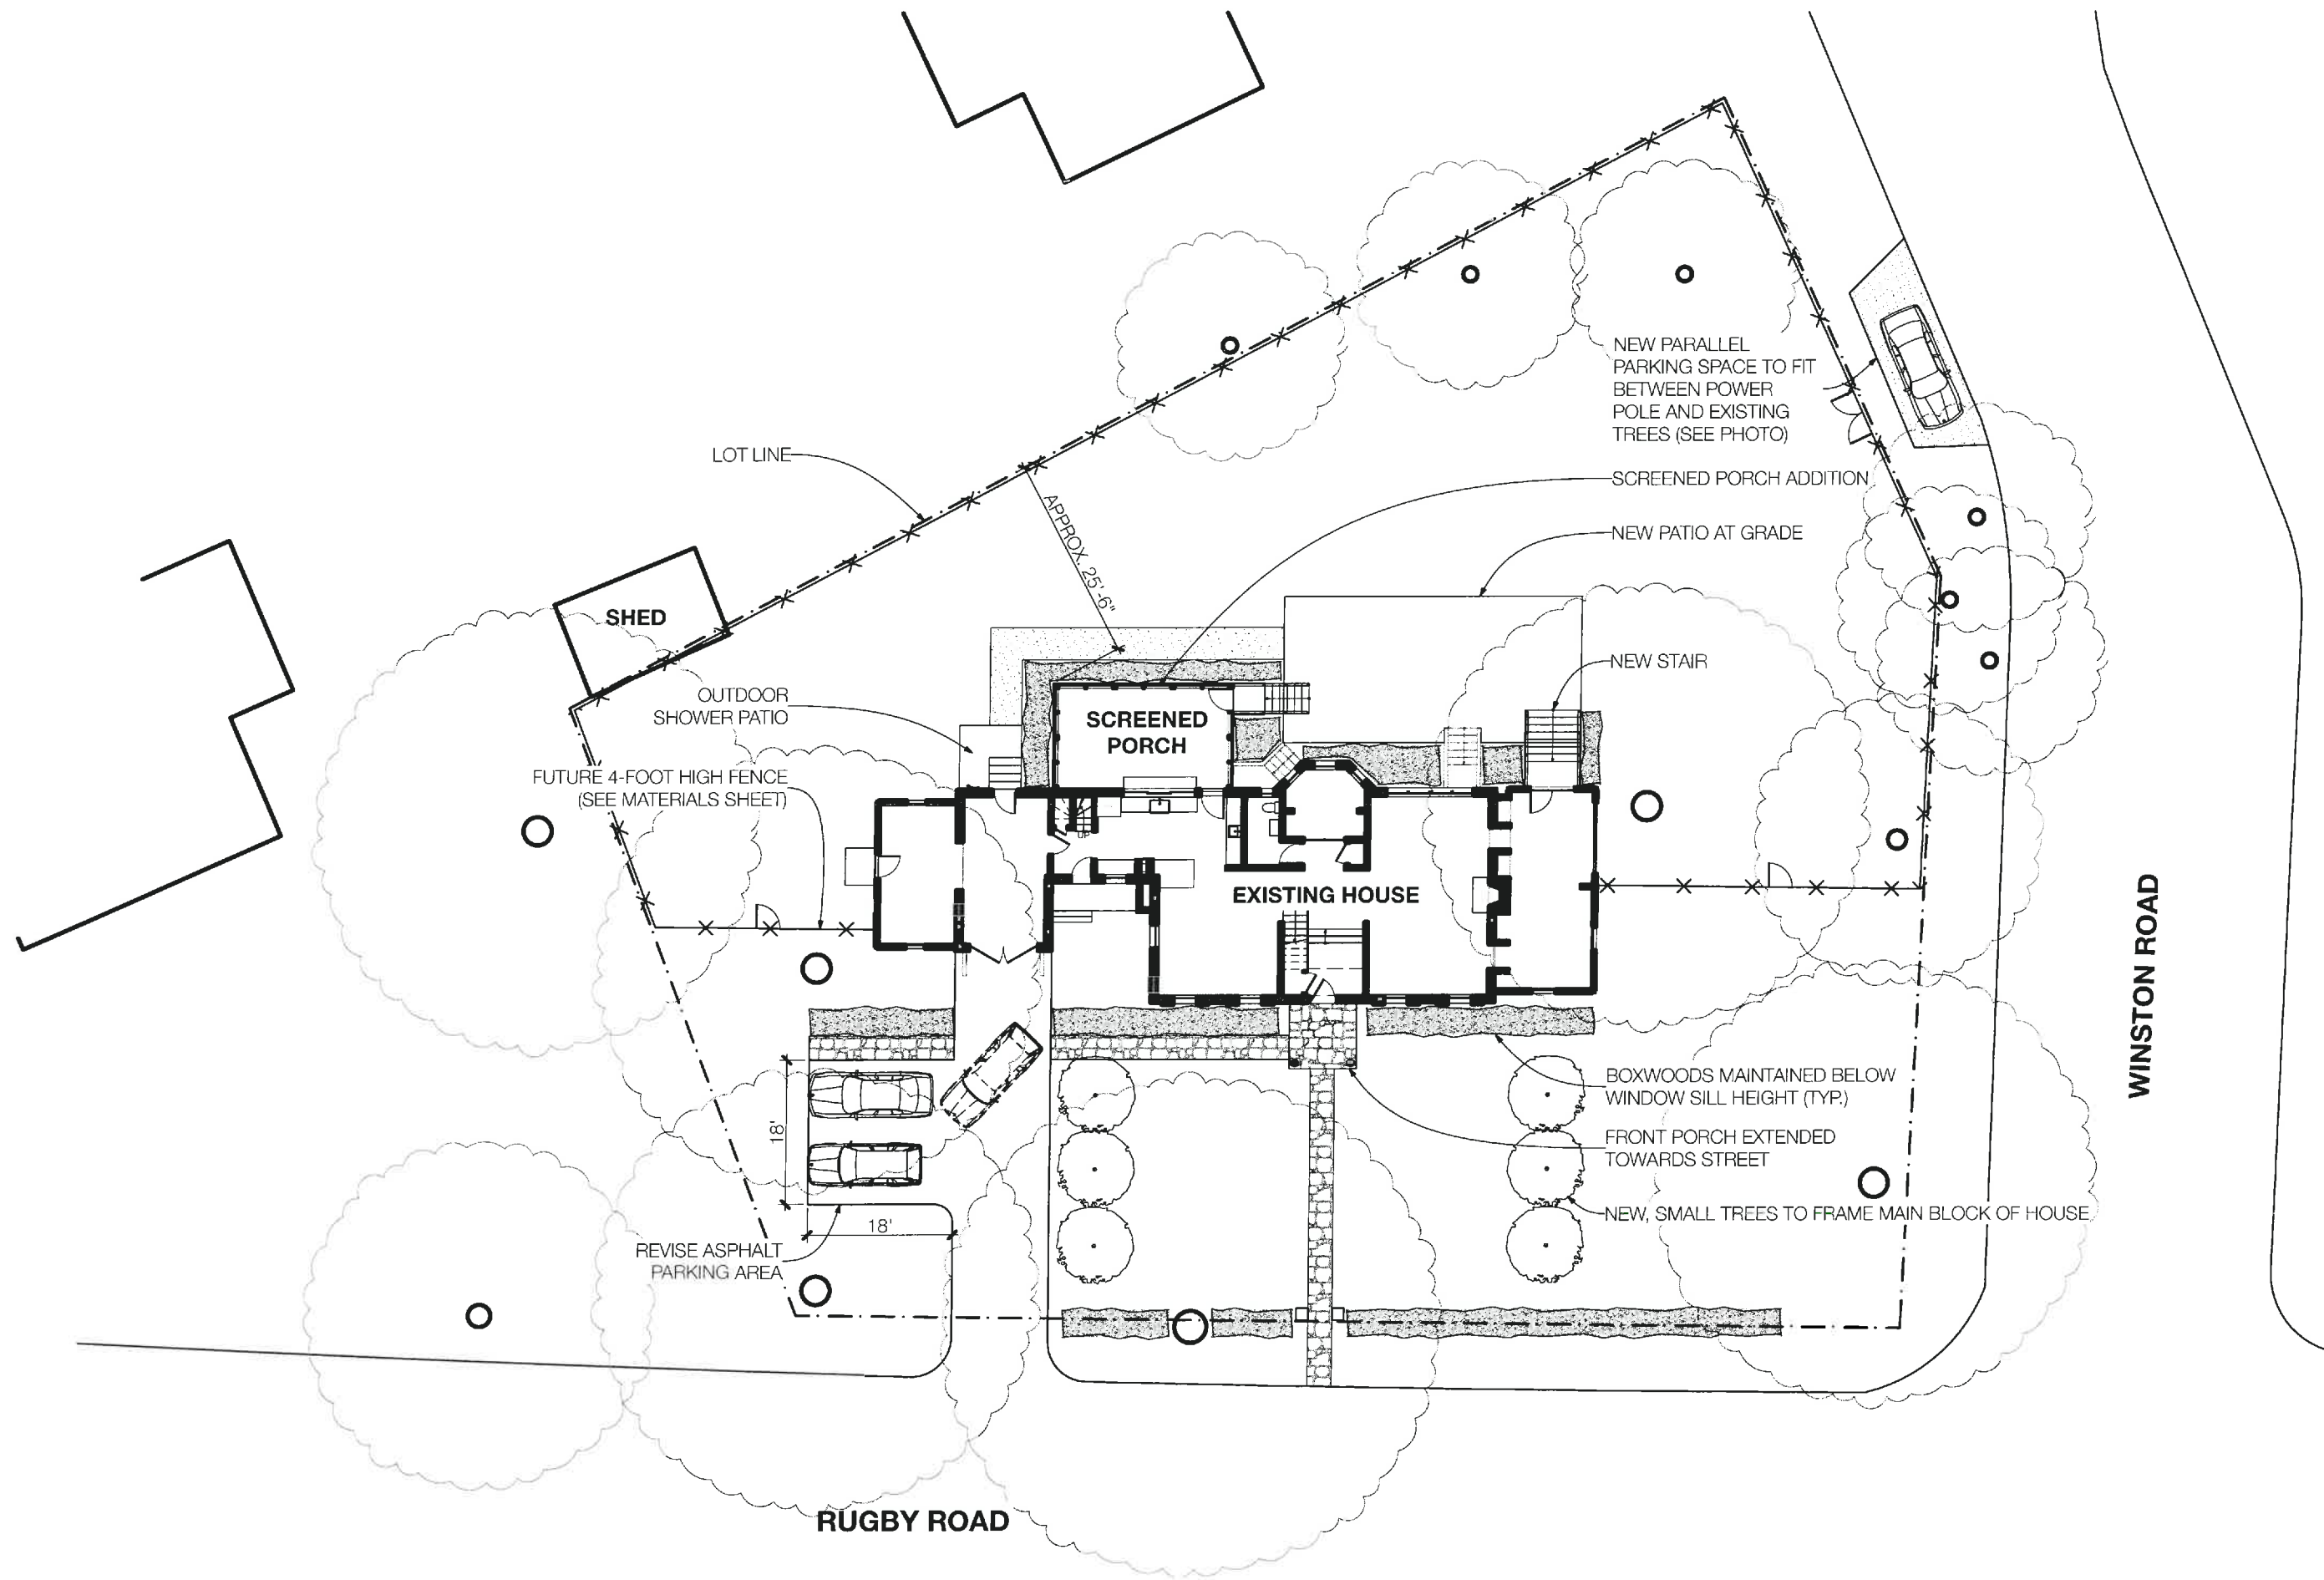 NEW PARALLEL
PARKING SPACE TO FIT
BETWEEN POWER
POLE AND EXISTING
TREES (SEE PHOTO)
LOT LINE
SCREENED PORCH ADDITION
APPROX. 25'-6"
NEW PATIO AT GRADE
SHED
NEW STAIR
OUTDOOR
SHOWER PATIO
SCREENED
PORCH
FUTURE 4-FOOT HIGH FENCE
(SEE MATERIALS SHEET)
UP
EXISTING HOUSE
WINSTON ROAD
BOXWOODS MAINTAINED BELOW
WINDOW SILL HEIGHT (TYP.)
18'
FRONT PORCH EXTENDED
TOWARDS STREET
NEW, SMALL TREES TO FRAME MAIN BLOCK OF HOUSE
18'
REVISE ASPHALT
PARKING AREA
RUGBY ROAD